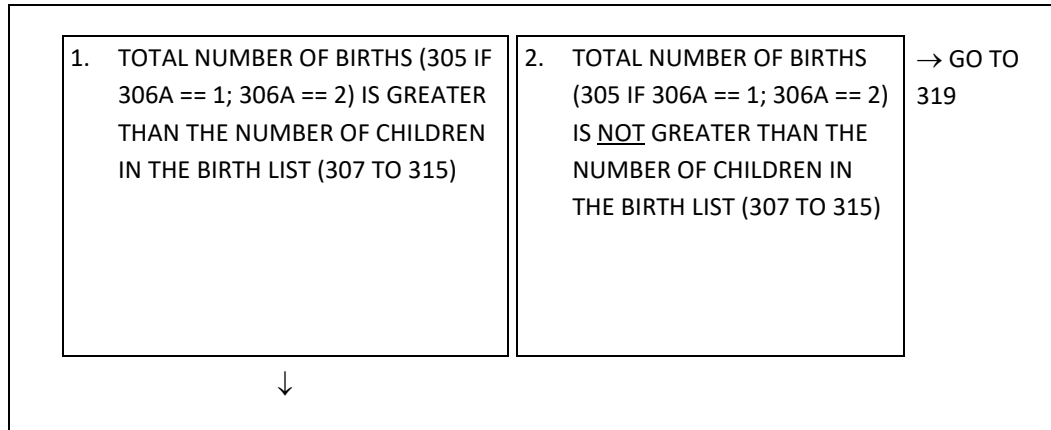 1. TOTAL NUMBER OF BIRTHS (305 IF
306A == 1; 306A == 2) IS GREATER
THAN THE NUMBER OF CHILDREN
IN THE BIRTH LIST (307 TO 315)
2. TOTAL NUMBER OF BIRTHS
(305 IF 306A == 1; 306A == 2)
IS NOT GREATER THAN THE
NUMBER OF CHILDREN IN
THE BIRTH LIST (307 TO 315)
→ GO TO
319
↓